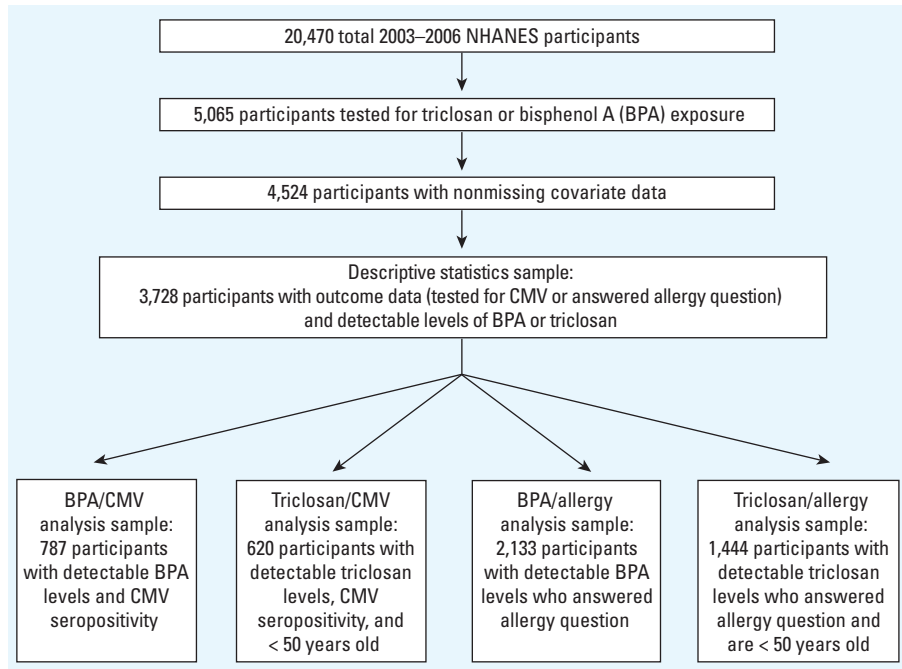 20,470 total 2003–2006 NHANES participants
5,065 participants tested for triclosan or bisphenol A (BPA) exposure
4,524 participants with nonmissing covariate data
Descriptive statistics sample:
3,728 participants with outcome data (tested for CMV or answered allergy question)
and detectable levels of BPA or triclosan
BPA/CMV
analysis sample:
787 participants
with detectable BPA
levels and CMV
seropositivity
Triclosan/CMV
analysis sample:
620 participants with
detectable triclosan
levels, CMV
seropositivity, and
< 50 years old
BPA/allergy
analysis sample:
2,133 participants
with detectable BPA
levels who answered
allergy question
Triclosan/allergy
analysis sample:
1,444 participants with
detectable triclosan
levels who answered
allergy question and
are < 50 years old